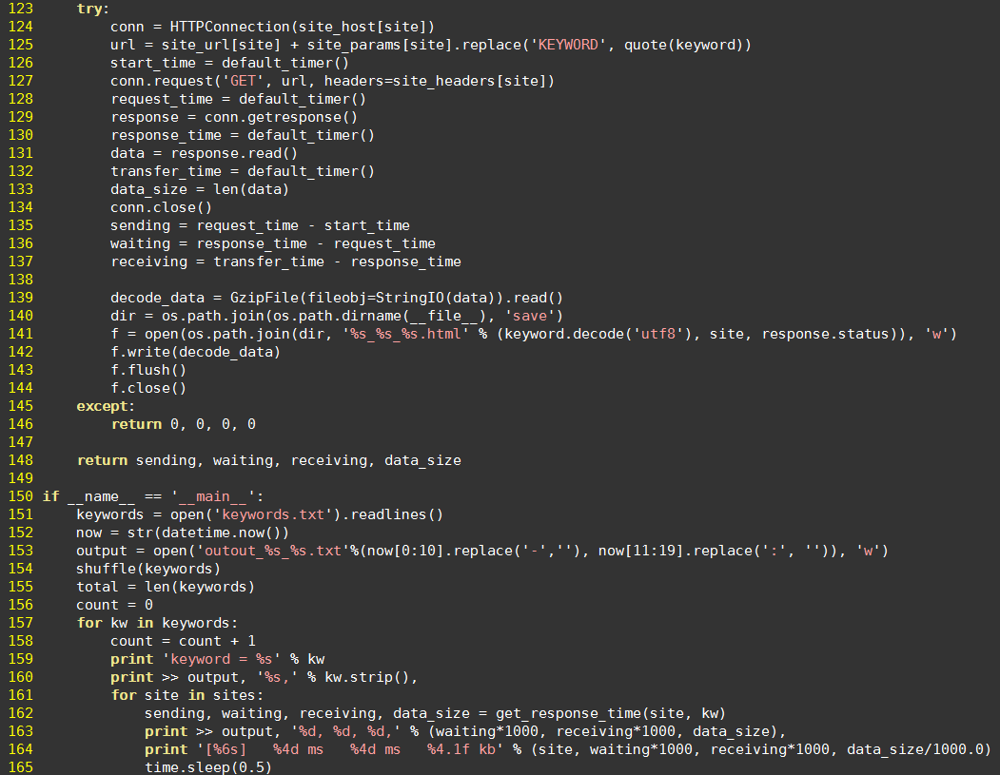 123     try:
124         conn = HTTPConnection(site_host[site])
125         url = site_url[site] + site_params[site].replace('KEYWORD', quote(keyword))
126         start_time = default_timer()
127         conn.request('GET', url, headers=site_headers[site])
128         request_time = default_timer()
129         response = conn.getresponse()
130         response_time = default_timer()
131         data = response.read()
132         transfer_time = default_timer()
133         data_size = len(data)
134         conn.close()
135         sending = request_time - start_time
136         waiting = response_time - request_time
137         receiving = transfer_time - response_time
138
139         decode_data = GzipFile(fileobj=StringIO(data)).read()
140         dir = os.path.join(os.path.dirname(__file__), 'save')
141         f = open(os.path.join(dir, '%s_%s_%s.html' % (keyword.decode('utf8'), site, response.status)), 'w')
142         f.write(decode_data)
143         f.flush()
144         f.close()
145     except:
146         return 0, 0, 0, 0
147
148     return sending, waiting, receiving, data_size
149
150 if __name__ == '__main__':
151     keywords = open('keywords.txt').readlines()
152     now = str(datetime.now())
153     output = open('outout_%s_%s.txt'%(now[0:10].replace('-',''), now[11:19].replace(':', '')), 'w')
154     shuffle(keywords)
155     total = len(keywords)
156     count = 0
157     for kw in keywords:
158         count = count + 1
159         print 'keyword = %s' % kw
160         print >> output, '%s,' % kw.strip(),
161         for site in sites:
162             sending, waiting, receiving, data_size = get_response_time(site, kw)
163             print >> output, '%d, %d, %d,' % (waiting*1000, receiving*1000, data_size),
164             print '[%6s]   %4d ms   %4d ms   %4.1f kb' % (site, waiting*1000, receiving*1000, data_size/1000.0)
165             time.sleep(0.5)